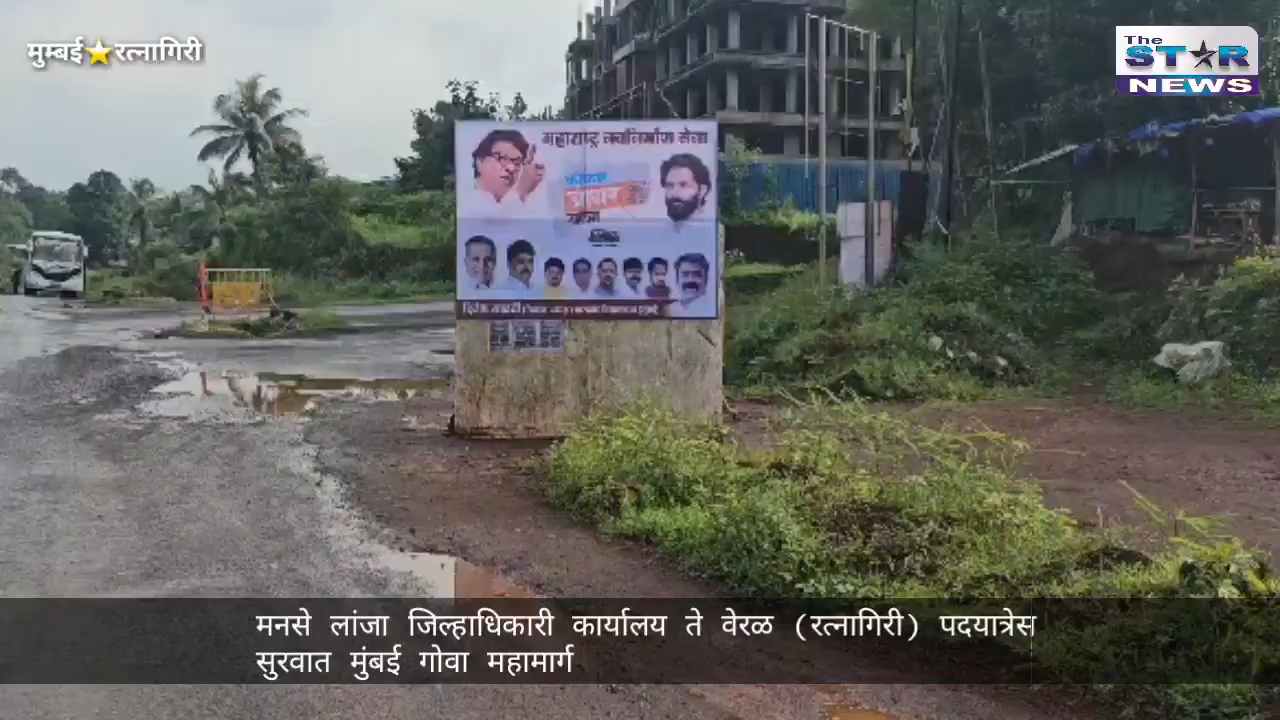 मुम्बई⭐रत्नागिरी
The
STAR
NEWS
महाराष्ट्र नवनिर्माण सेना
मनसे लांजा जिल्हाधिकारी कार्यालय ते वेरळ (रत्नागिरी) पदयात्रेस
सुरवात मुंबई गोवा महामार्ग